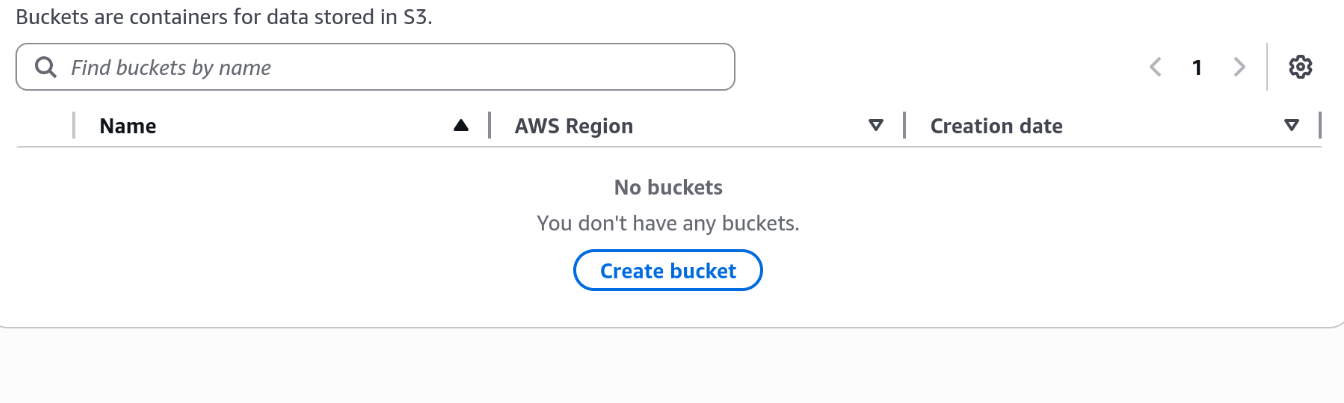 Buckets are containers for data stored in S3.
Find buckets by name
1
Name AWS Region Creation date
No buckets
You don't have any buckets.
Create bucket